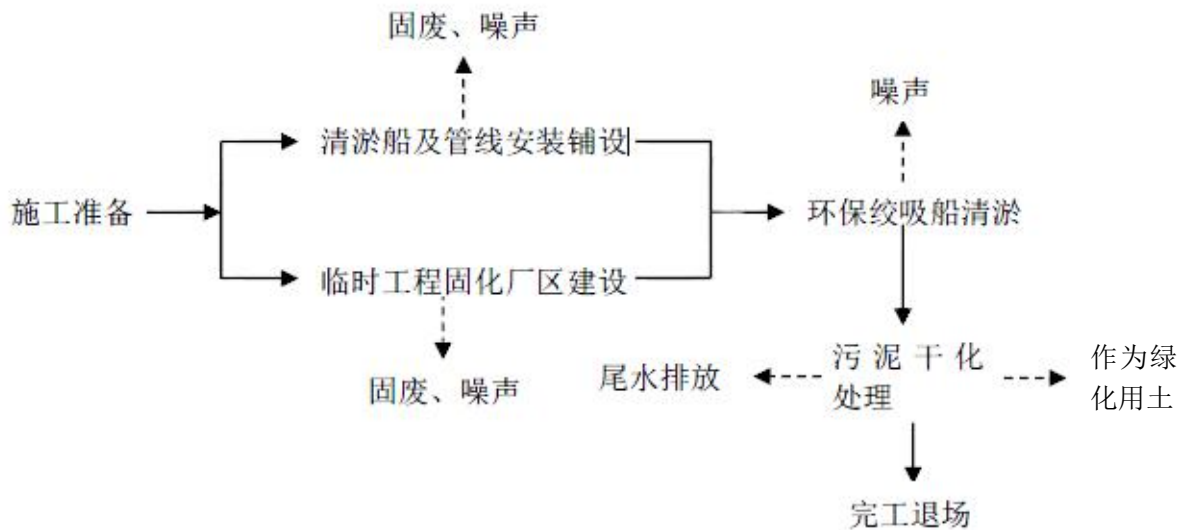 固废、噪声
噪声
清淤船及管线安装铺设
施工准备
环保绞吸船清淤
临时工程固化厂区建设
固废、噪声
尾水排放
污泥干化
处理
作为绿
化用土
完工退场